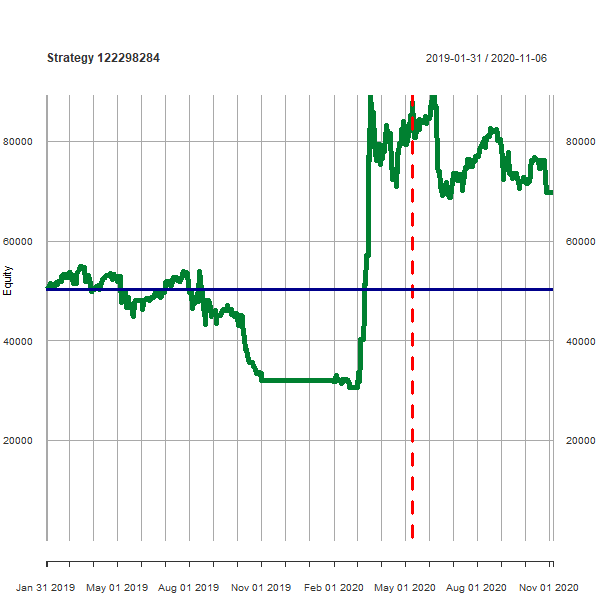 Strategy 122298284
2019-01-31 / 2020-11-06
80000
80000
60000
60000
Equity
40000
40000
20000
20000
Jan 31 2019
May 01 2019
Aug 01 2019
Nov 01 2019
Feb 01 2020
May 01 2020
Aug 01 2020
Nov 01 2020